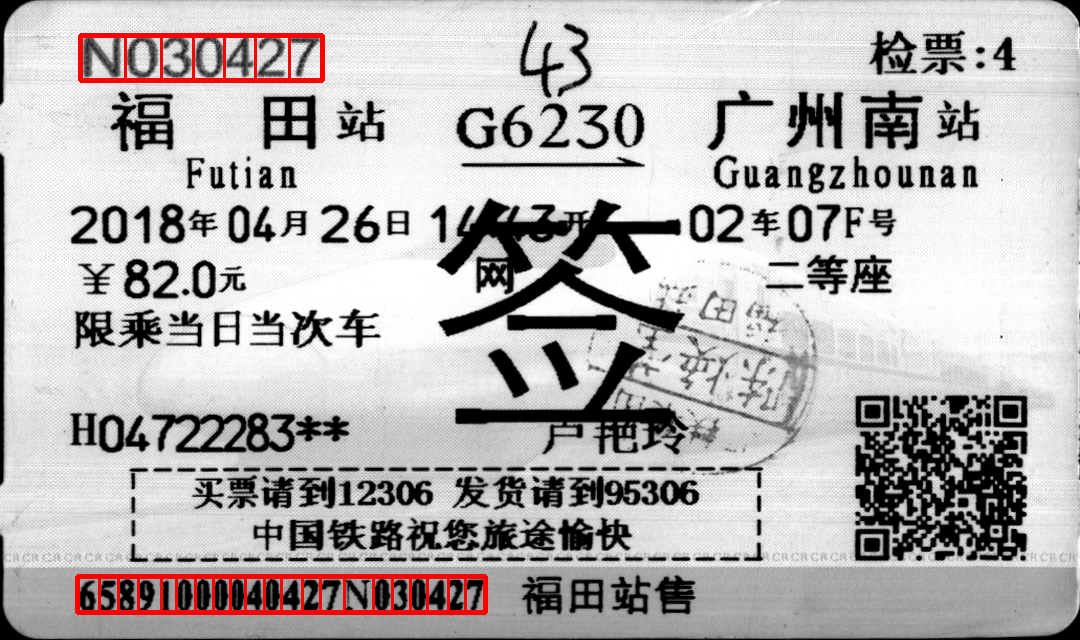 N030427
43
检票:4
福田站 G6230 广州南站
Futian Guangzhounan
2018年04月26日 14:43开 02车07F号
￥82.0元 网 二等座
签
限乘当日当次车
H04722283** 卢艳玲
买票请到12306 发货请到95306
中国铁路祝您旅途愉快
65891000040427N030427 福田站售